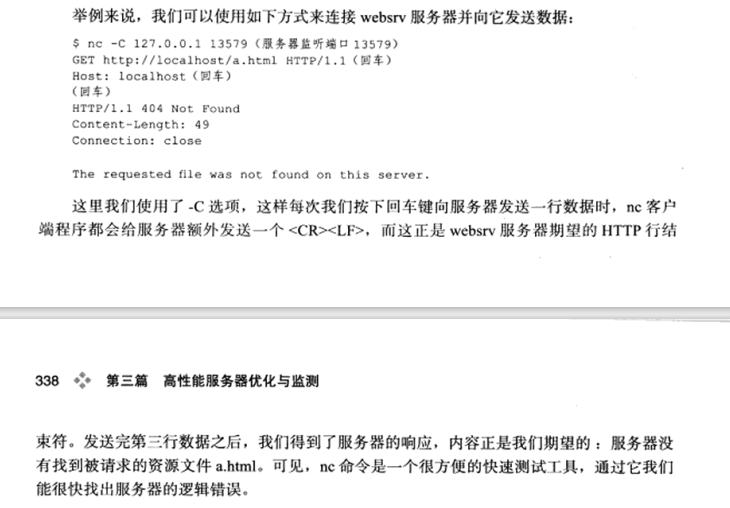 举例来说，我们可以使用如下方式来连接 websrv 服务器并向它发送数据：
$ nc -C 127.0.0.1 13579（服务器监听端口 13579）
GET http://localhost/a.html HTTP/1.1（回车）
Host: localhost（回车）
（回车）
HTTP/1.1 404 Not Found
Content-Length: 49
Connection: close
The requested file was not found on this server.
这里我们使用了 -C 选项，这样每次我们按下回车键向服务器发送一行数据时，nc 客户
端程序都会给服务器额外发送一个 <CR><LF>，而这正是 websrv 服务器期望的 HTTP 行结
338 第三篇 高性能服务器优化与监测
束符。发送完第三行数据之后，我们得到了服务器的响应，内容正是我们期望的：服务器没
有找到被请求的资源文件 a.html。可见，nc 命令是一个很方便的快速测试工具，通过它我们
能很快找出服务器的逻辑错误。